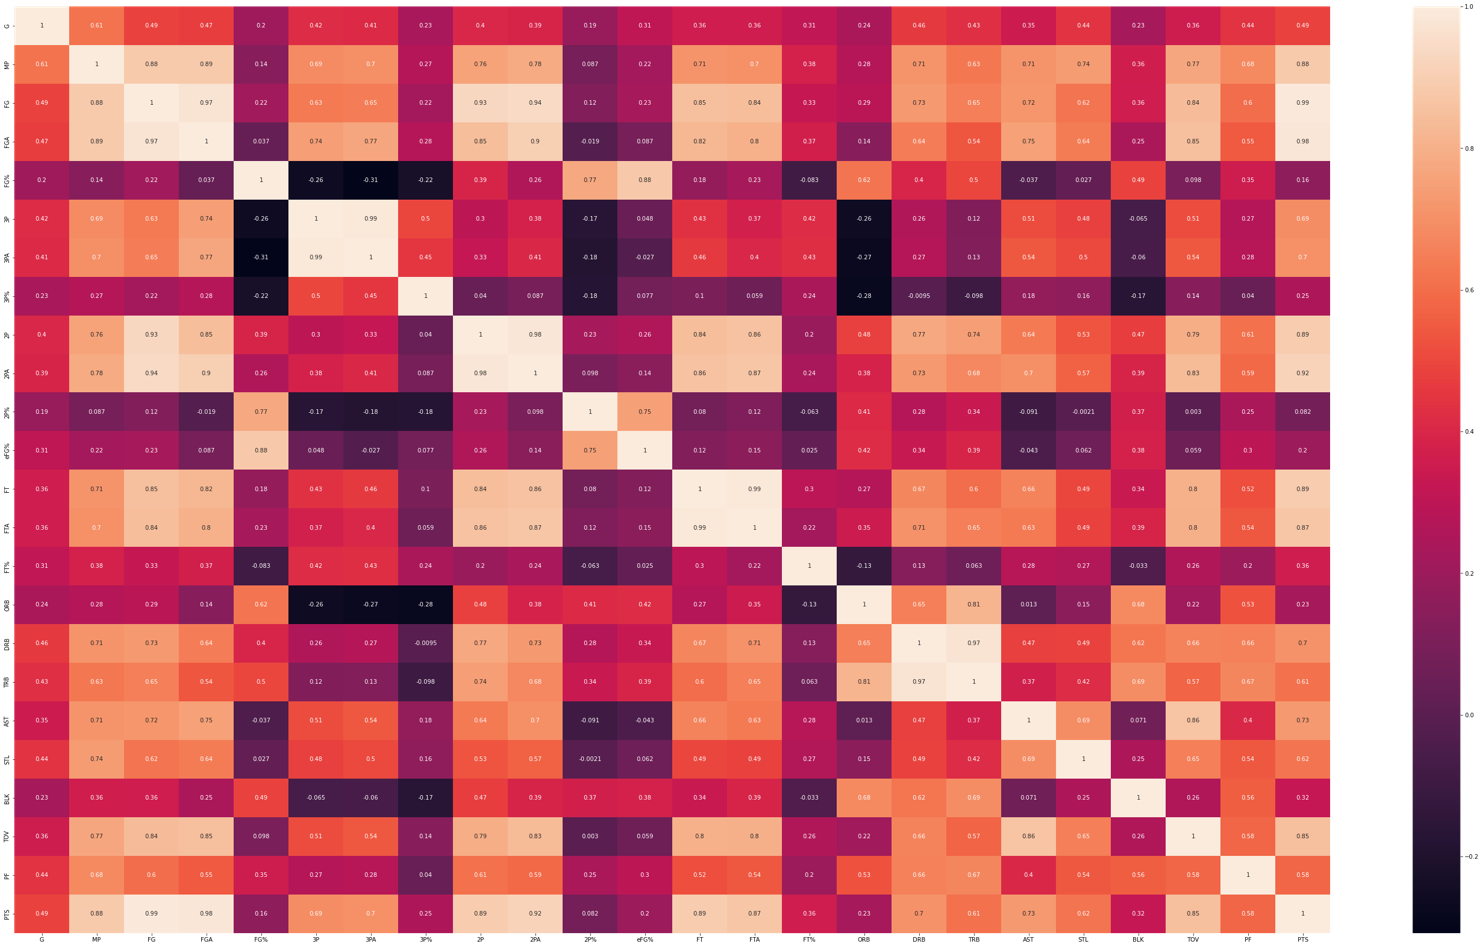 G 1 0.61 0.49 0.47 0.2 0.42 0.41 0.23 0.4 0.39 0.19 0.31 0.36 0.36 0.31 0.24 0.46 0.43 0.35 0.44 0.23 0.36 0.44 0.49
MP 0.61 1 0.88 0.89 0.14 0.69 0.7 0.27 0.76 0.78 0.087 0.22 0.71 0.7 0.38 0.28 0.71 0.63 0.71 0.74 0.36 0.77 0.68 0.88
FG 0.49 0.88 1 0.97 0.22 0.63 0.65 0.22 0.93 0.94 0.12 0.23 0.85 0.84 0.33 0.29 0.73 0.65 0.72 0.62 0.36 0.84 0.6 0.99
FGA 0.47 0.89 0.97 1 0.037 0.74 0.77 0.28 0.85 0.9 -0.019 0.087 0.82 0.8 0.37 0.14 0.64 0.54 0.75 0.64 0.25 0.85 0.55 0.98
FG% 0.2 0.14 0.22 0.037 1 -0.26 -0.31 -0.22 0.39 0.26 0.77 0.88 0.18 0.23 -0.083 0.62 0.4 0.5 -0.037 0.027 0.49 0.098 0.35 0.16
3P 0.42 0.69 0.63 0.74 -0.26 1 0.99 0.5 0.3 0.38 -0.17 0.048 0.43 0.37 0.42 -0.26 0.26 0.12 0.51 0.48 -0.065 0.51 0.27 0.69
3PA 0.41 0.7 0.65 0.77 -0.31 0.99 1 0.45 0.33 0.41 -0.18 -0.027 0.46 0.4 0.43 -0.27 0.27 0.13 0.54 0.5 -0.06 0.54 0.28 0.7
3P% 0.23 0.27 0.22 0.28 -0.22 0.5 0.45 1 0.04 0.087 -0.18 0.077 0.1 0.059 0.24 -0.28 -0.0095 -0.098 0.18 0.16 -0.17 0.14 0.04 0.25
2P 0.4 0.76 0.93 0.85 0.39 0.3 0.33 0.04 1 0.98 0.23 0.26 0.84 0.86 0.2 0.48 0.77 0.74 0.64 0.53 0.47 0.79 0.61 0.89
2PA 0.39 0.78 0.94 0.9 0.26 0.38 0.41 0.087 0.98 1 0.098 0.14 0.86 0.87 0.24 0.38 0.73 0.68 0.7 0.57 0.39 0.83 0.59 0.92
2P% 0.19 0.087 0.12 -0.019 0.77 -0.17 -0.18 -0.18 0.23 0.098 1 0.75 0.08 0.12 -0.063 0.41 0.28 0.34 -0.091 -0.0021 0.37 0.003 0.25 0.082
eFG% 0.31 0.22 0.23 0.087 0.88 0.048 -0.027 0.077 0.26 0.14 0.75 1 0.12 0.15 0.025 0.42 0.34 0.39 -0.043 0.062 0.38 0.059 0.3 0.2
FT 0.36 0.71 0.85 0.82 0.18 0.43 0.46 0.1 0.84 0.86 0.08 0.12 1 0.99 0.3 0.27 0.67 0.6 0.66 0.49 0.34 0.8 0.52 0.89
FTA 0.36 0.7 0.84 0.8 0.23 0.37 0.4 0.059 0.86 0.87 0.12 0.15 0.99 1 0.22 0.35 0.71 0.65 0.63 0.49 0.39 0.8 0.54 0.87
FT% 0.31 0.38 0.33 0.37 -0.083 0.42 0.43 0.24 0.2 0.24 -0.063 0.025 0.3 0.22 1 -0.13 0.13 0.063 0.28 0.27 -0.033 0.26 0.2 0.36
ORB 0.24 0.28 0.29 0.14 0.62 -0.26 -0.27 -0.28 0.48 0.38 0.41 0.42 0.27 0.35 -0.13 1 0.65 0.81 0.013 0.15 0.68 0.22 0.53 0.23
DRB 0.46 0.71 0.73 0.64 0.4 0.26 0.27 -0.0095 0.77 0.73 0.28 0.34 0.67 0.71 0.13 0.65 1 0.97 0.47 0.49 0.62 0.66 0.66 0.7
TRB 0.43 0.63 0.65 0.54 0.5 0.12 0.13 -0.098 0.74 0.68 0.34 0.39 0.6 0.65 0.063 0.81 0.97 1 0.37 0.42 0.69 0.57 0.67 0.61
AST 0.35 0.71 0.72 0.75 -0.037 0.51 0.54 0.18 0.64 0.7 -0.091 -0.043 0.66 0.63 0.28 0.013 0.47 0.37 1 0.69 0.071 0.86 0.4 0.73
STL 0.44 0.74 0.62 0.64 0.027 0.48 0.5 0.16 0.53 0.57 -0.0021 0.062 0.49 0.49 0.27 0.15 0.49 0.42 0.69 1 0.25 0.65 0.54 0.62
BLK 0.23 0.36 0.36 0.25 0.49 -0.065 -0.06 -0.17 0.47 0.39 0.37 0.38 0.34 0.39 -0.033 0.68 0.62 0.69 0.071 0.25 1 0.26 0.56 0.32
TOV 0.36 0.77 0.84 0.85 0.098 0.51 0.54 0.14 0.79 0.83 0.003 0.059 0.8 0.8 0.26 0.22 0.66 0.57 0.86 0.65 0.26 1 0.58 0.85
PF 0.44 0.68 0.6 0.55 0.35 0.27 0.28 0.04 0.61 0.59 0.25 0.3 0.52 0.54 0.2 0.53 0.66 0.67 0.4 0.54 0.56 0.58 1 0.58
PTS 0.49 0.88 0.99 0.98 0.16 0.69 0.7 0.25 0.89 0.92 0.082 0.2 0.89 0.87 0.36 0.23 0.7 0.61 0.73 0.62 0.32 0.85 0.58 1
G MP FG FGA FG% 3P 3PA 3P% 2P 2PA 2P% eFG% FT FTA FT% ORB DRB TRB AST STL BLK TOV PF PTS
1.0
0.8
0.6
0.4
0.2
0.0
−0.2